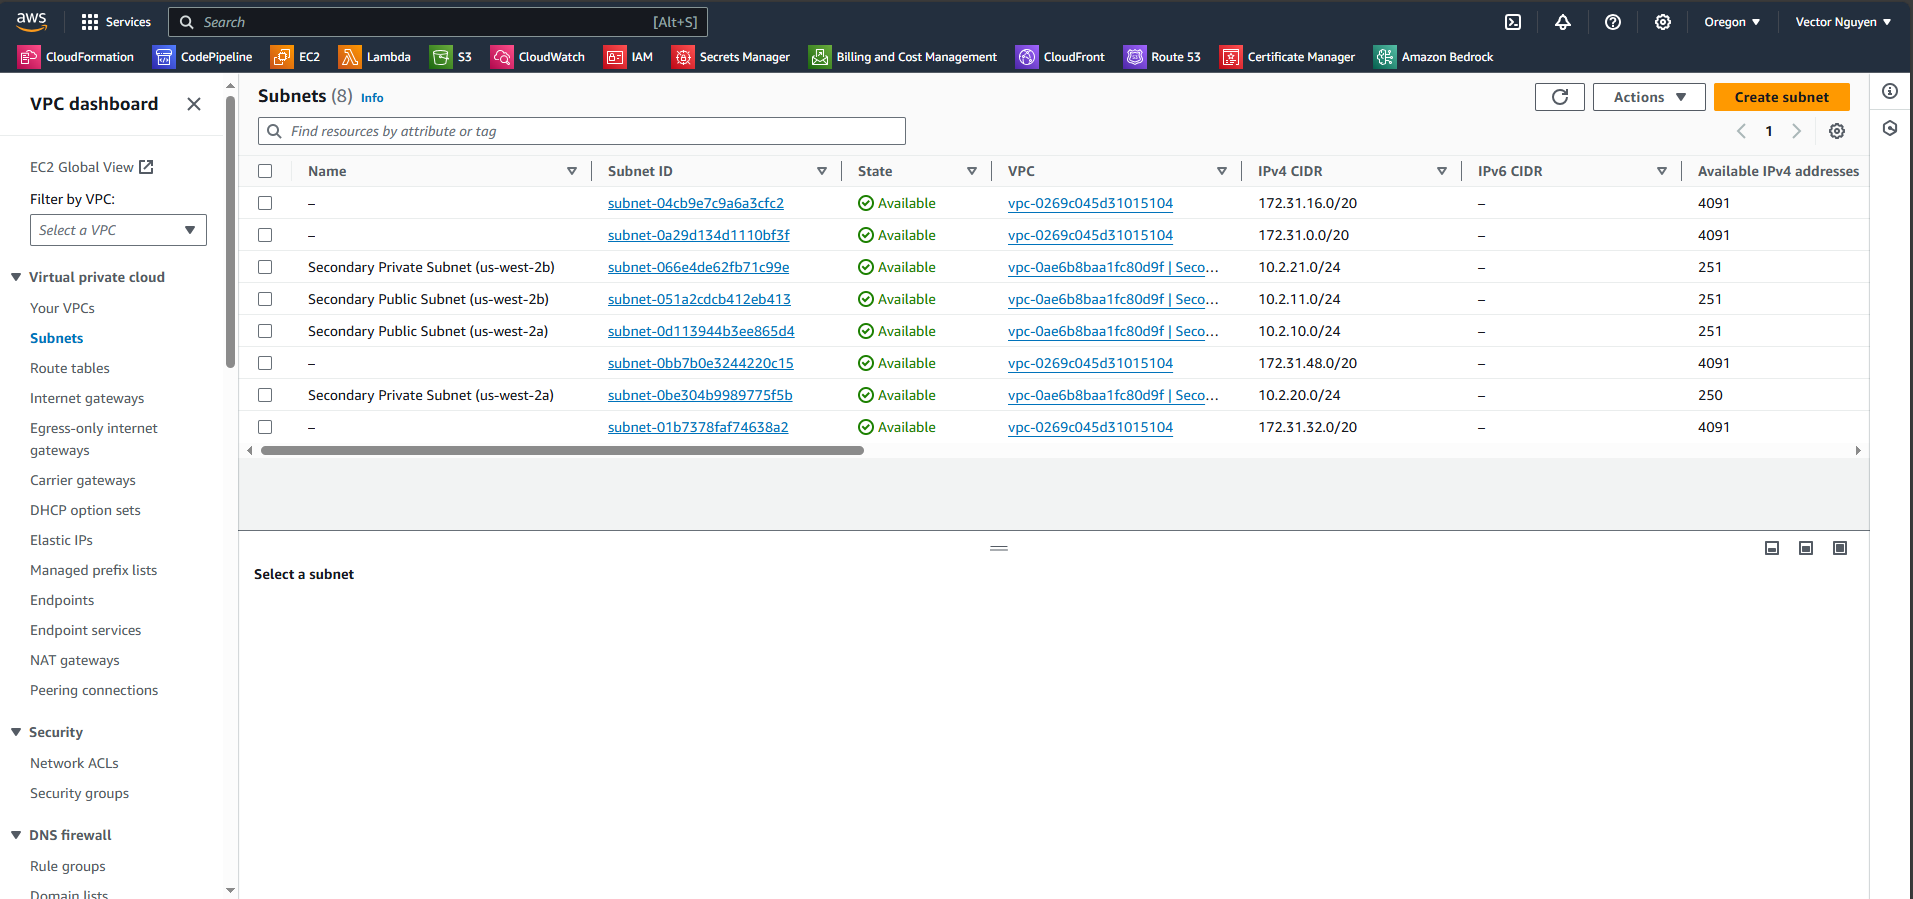 aws Services Search [Alt+S] Oregon Vector Nguyen
CloudFormation CodePipeline EC2 Lambda S3 CloudWatch IAM Secrets Manager Billing and Cost Management CloudFront Route 53 Certificate Manager Amazon Bedrock
VPC dashboard
EC2 Global View
Filter by VPC:
Select a VPC
Virtual private cloud
Your VPCs
Subnets
Route tables
Internet gateways
Egress-only internet
gateways
Carrier gateways
DHCP option sets
Elastic IPs
Managed prefix lists
Endpoints
Endpoint services
NAT gateways
Peering connections
Security
Network ACLs
Security groups
DNS firewall
Rule groups
Domain lists
Subnets (8) Info
Actions Create subnet
Find resources by attribute or tag
1
Name Subnet ID State VPC IPv4 CIDR IPv6 CIDR Available IPv4 addresses
– subnet-04cb9e7c9a6a3cfc2 Available vpc-0269c045d31015104 172.31.16.0/20 – 4091
– subnet-0a29d134d1110bf3f Available vpc-0269c045d31015104 172.31.0.0/20 – 4091
Secondary Private Subnet (us-west-2b) subnet-066e4de62fb71c99e Available vpc-0ae6b8baa1fc80d9f | Seco... 10.2.21.0/24 – 251
Secondary Public Subnet (us-west-2b) subnet-051a2cdcb412eb413 Available vpc-0ae6b8baa1fc80d9f | Seco... 10.2.11.0/24 – 251
Secondary Public Subnet (us-west-2a) subnet-0d113944b3ee865d4 Available vpc-0ae6b8baa1fc80d9f | Seco... 10.2.10.0/24 – 251
– subnet-0bb7b0e3244220c15 Available vpc-0269c045d31015104 172.31.48.0/20 – 4091
Secondary Private Subnet (us-west-2a) subnet-0be304b9989775f5b Available vpc-0ae6b8baa1fc80d9f | Seco... 10.2.20.0/24 – 250
– subnet-01b7378faf74638a2 Available vpc-0269c045d31015104 172.31.32.0/20 – 4091
Select a subnet